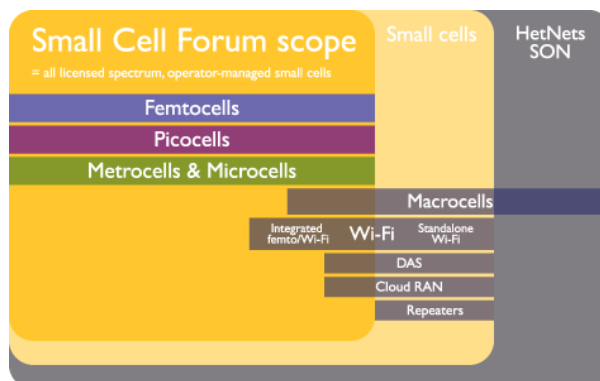 Small Cell Forum scope
= all licensed spectrum, operator-managed small cells
Small cells
HetNets
SON
Femtocells
Picocells
Metrocells & Microcells
Macrocells
Integrated
femto/Wi-Fi
Wi-Fi
Standalone
Wi-Fi
DAS
Cloud RAN
Repeaters